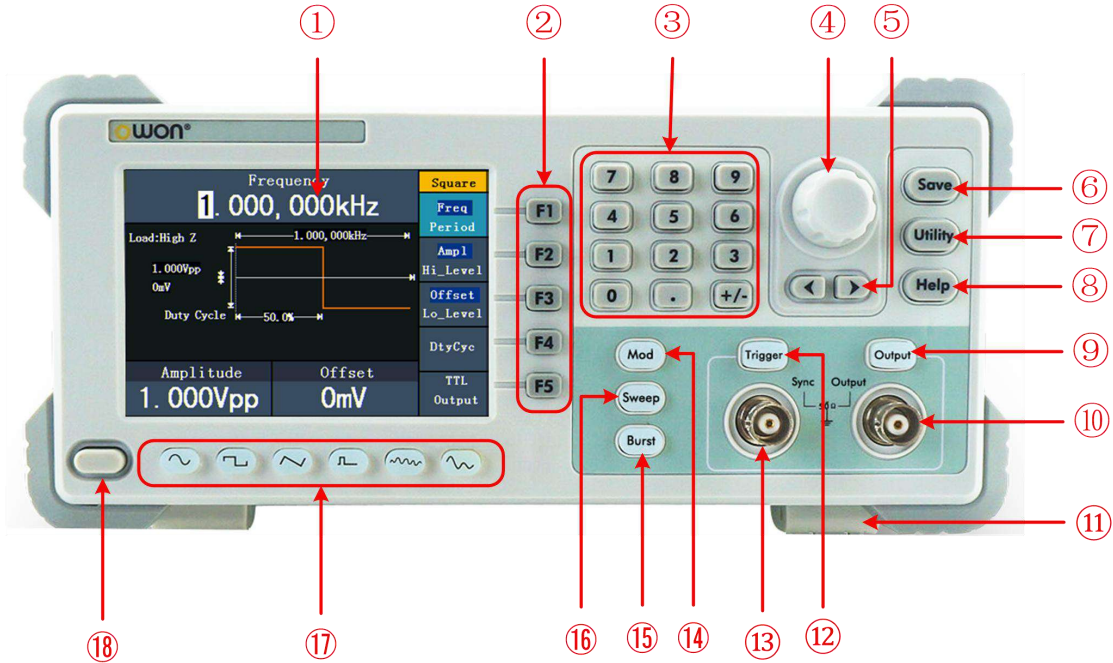 ① ② ③ ④ ⑤
owon®
Frequency
1.000,000kHz
Load:High Z
1.000,000kHz
1.000Vpp
0mV
Duty Cycle 50.0%
Amplitude
1.000Vpp
Offset
0mV
Square
Freq
Period
Ampl
Hi_Level
Offset
Lo_Level
DtyCyc
TTL
Output
F1
F2
F3
F4
F5
7 8 9
4 5 6
1 2 3
0 . +/-
Save ⑥
Utility ⑦
Help ⑧
Mod
Sweep
Burst
Trigger
Output ⑨
Sync Output
50Ω
⑩
⑪
⑱ ⑰ ⑯ ⑮ ⑭ ⑬ ⑫